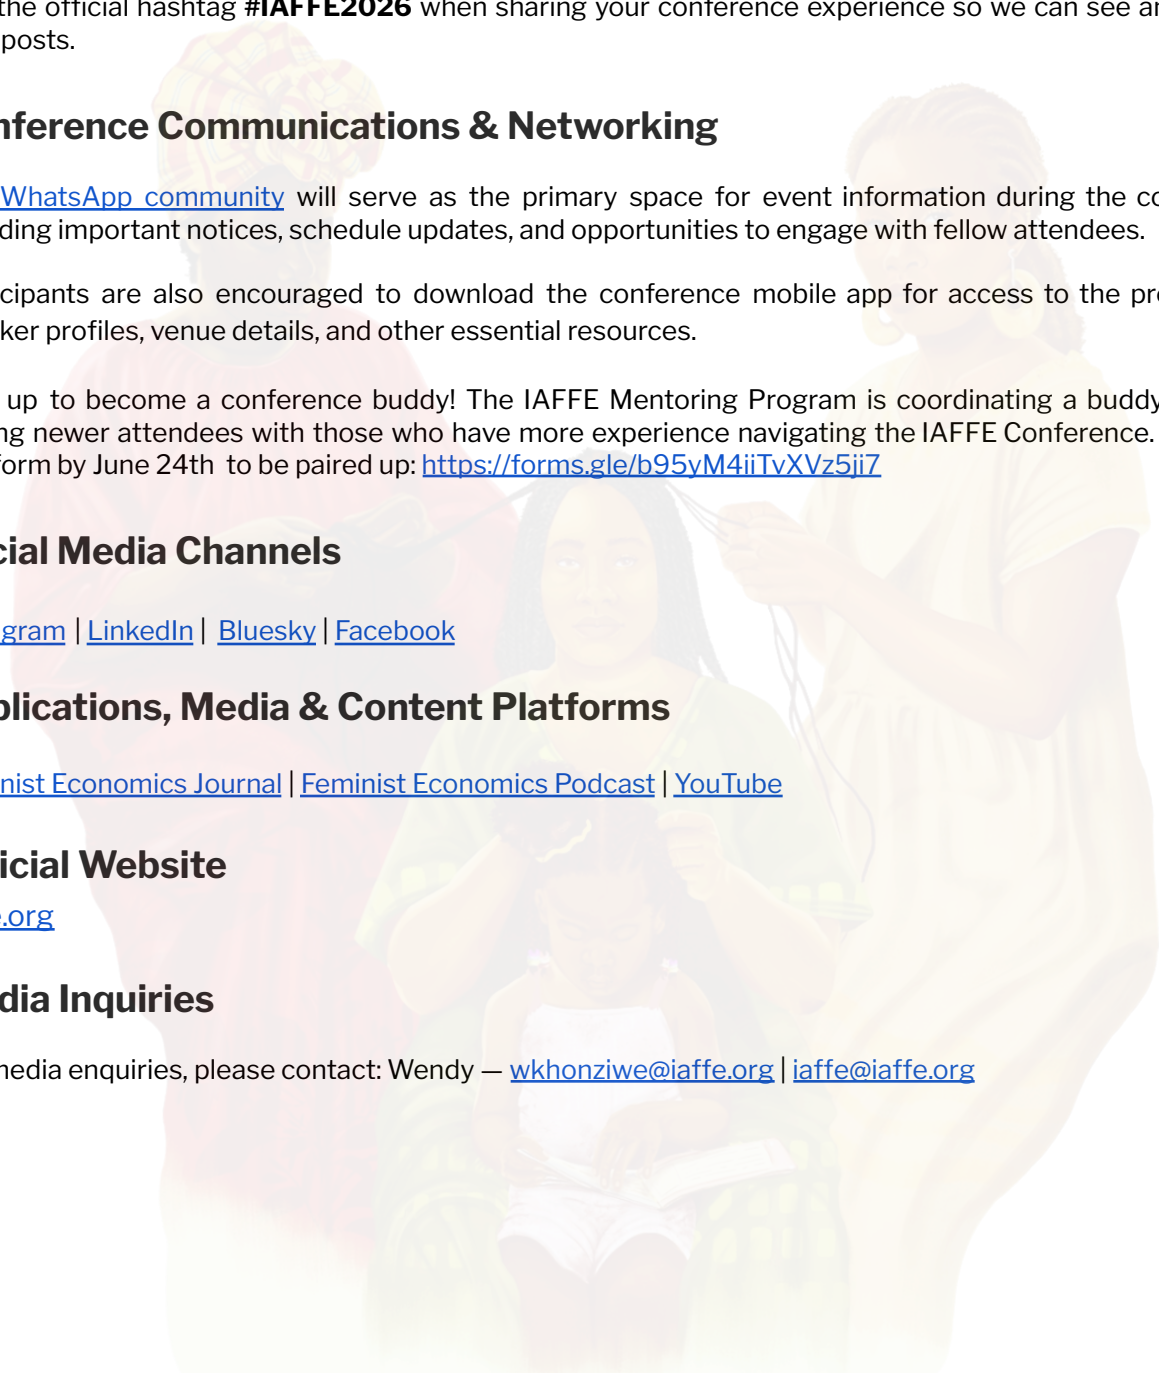 the official hashtag #IAFFE2026 when sharing your conference experience so we can see an
posts.
nference Communications & Networking
WhatsApp community will serve as the primary space for event information during the co
ding important notices, schedule updates, and opportunities to engage with fellow attendees.
cipants are also encouraged to download the conference mobile app for access to the pr
ker profiles, venue details, and other essential resources.
up to become a conference buddy! The IAFFE Mentoring Program is coordinating a buddy
ng newer attendees with those who have more experience navigating the IAFFE Conference.
form by June 24th to be paired up: https://forms.gle/b95yM4iiTvXVz5ji7
cial Media Channels
gram | LinkedIn | Bluesky | Facebook
blications, Media & Content Platforms
nist Economics Journal | Feminist Economics Podcast | YouTube
icial Website
e.org
dia Inquiries
media enquiries, please contact: Wendy — wkhonziwe@iaffe.org | iaffe@iaffe.org